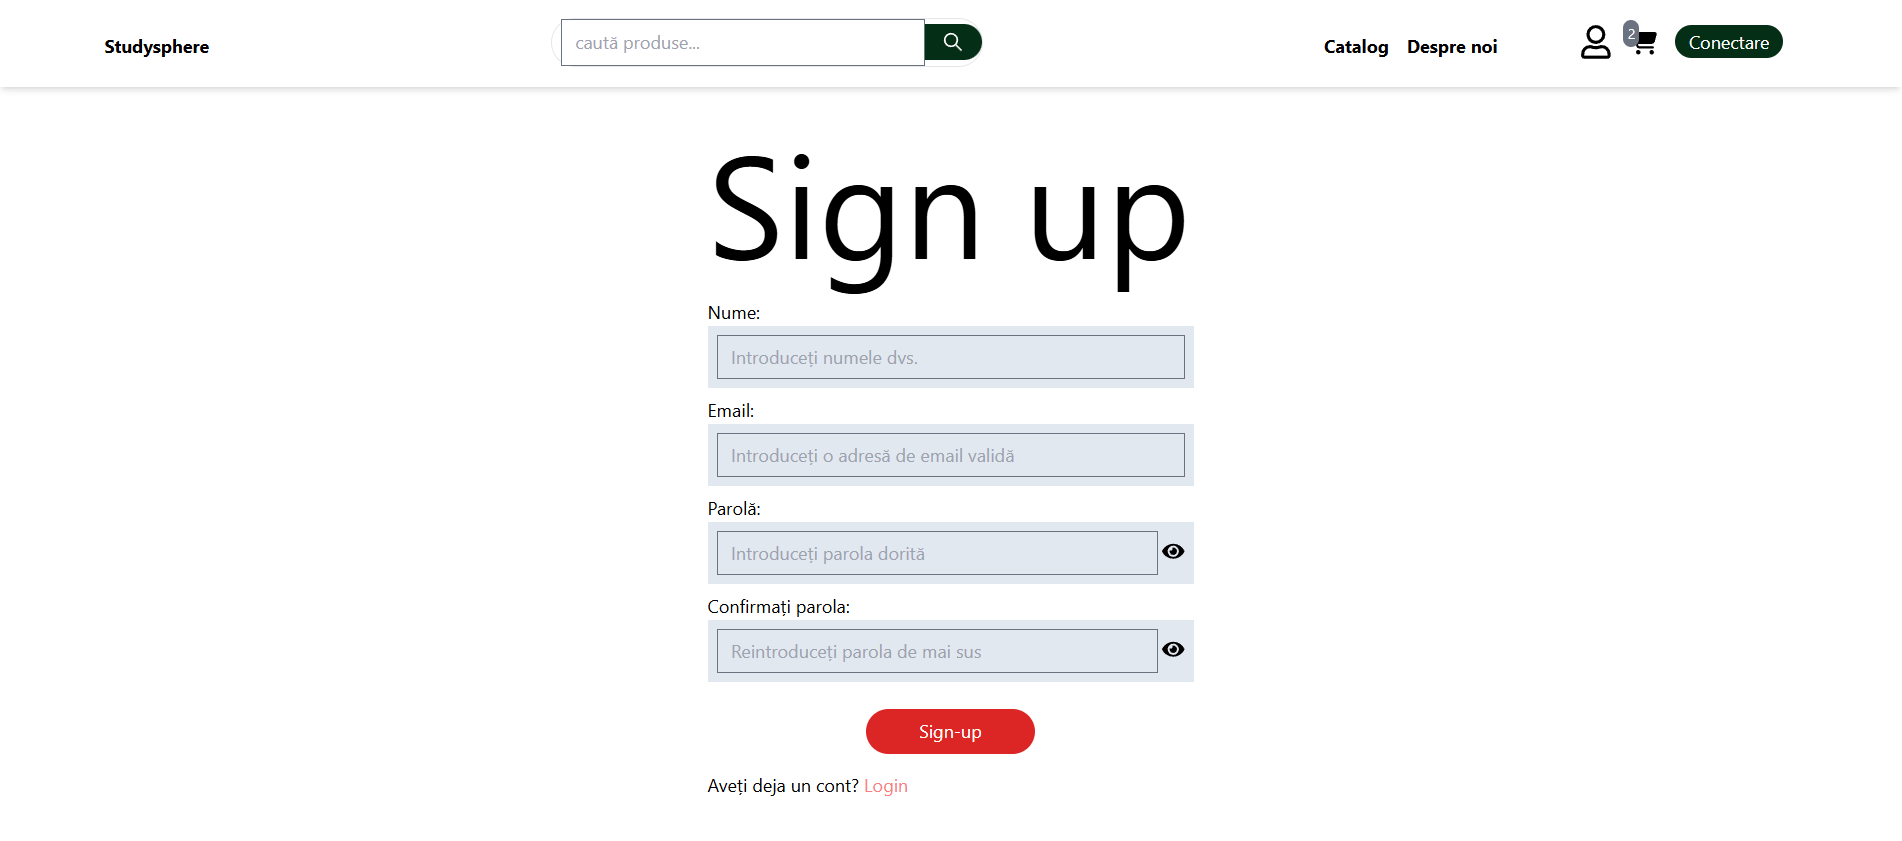 Studysphere
caută produse...
Catalog Despre noi
2
Conectare
Sign up
Nume:
Introduceți numele dvs.
Email:
Introduceți o adresă de email validă
Parolă:
Introduceți parola dorită
Confirmați parola:
Reintroduceți parola de mai sus
Sign-up
Aveți deja un cont? Login